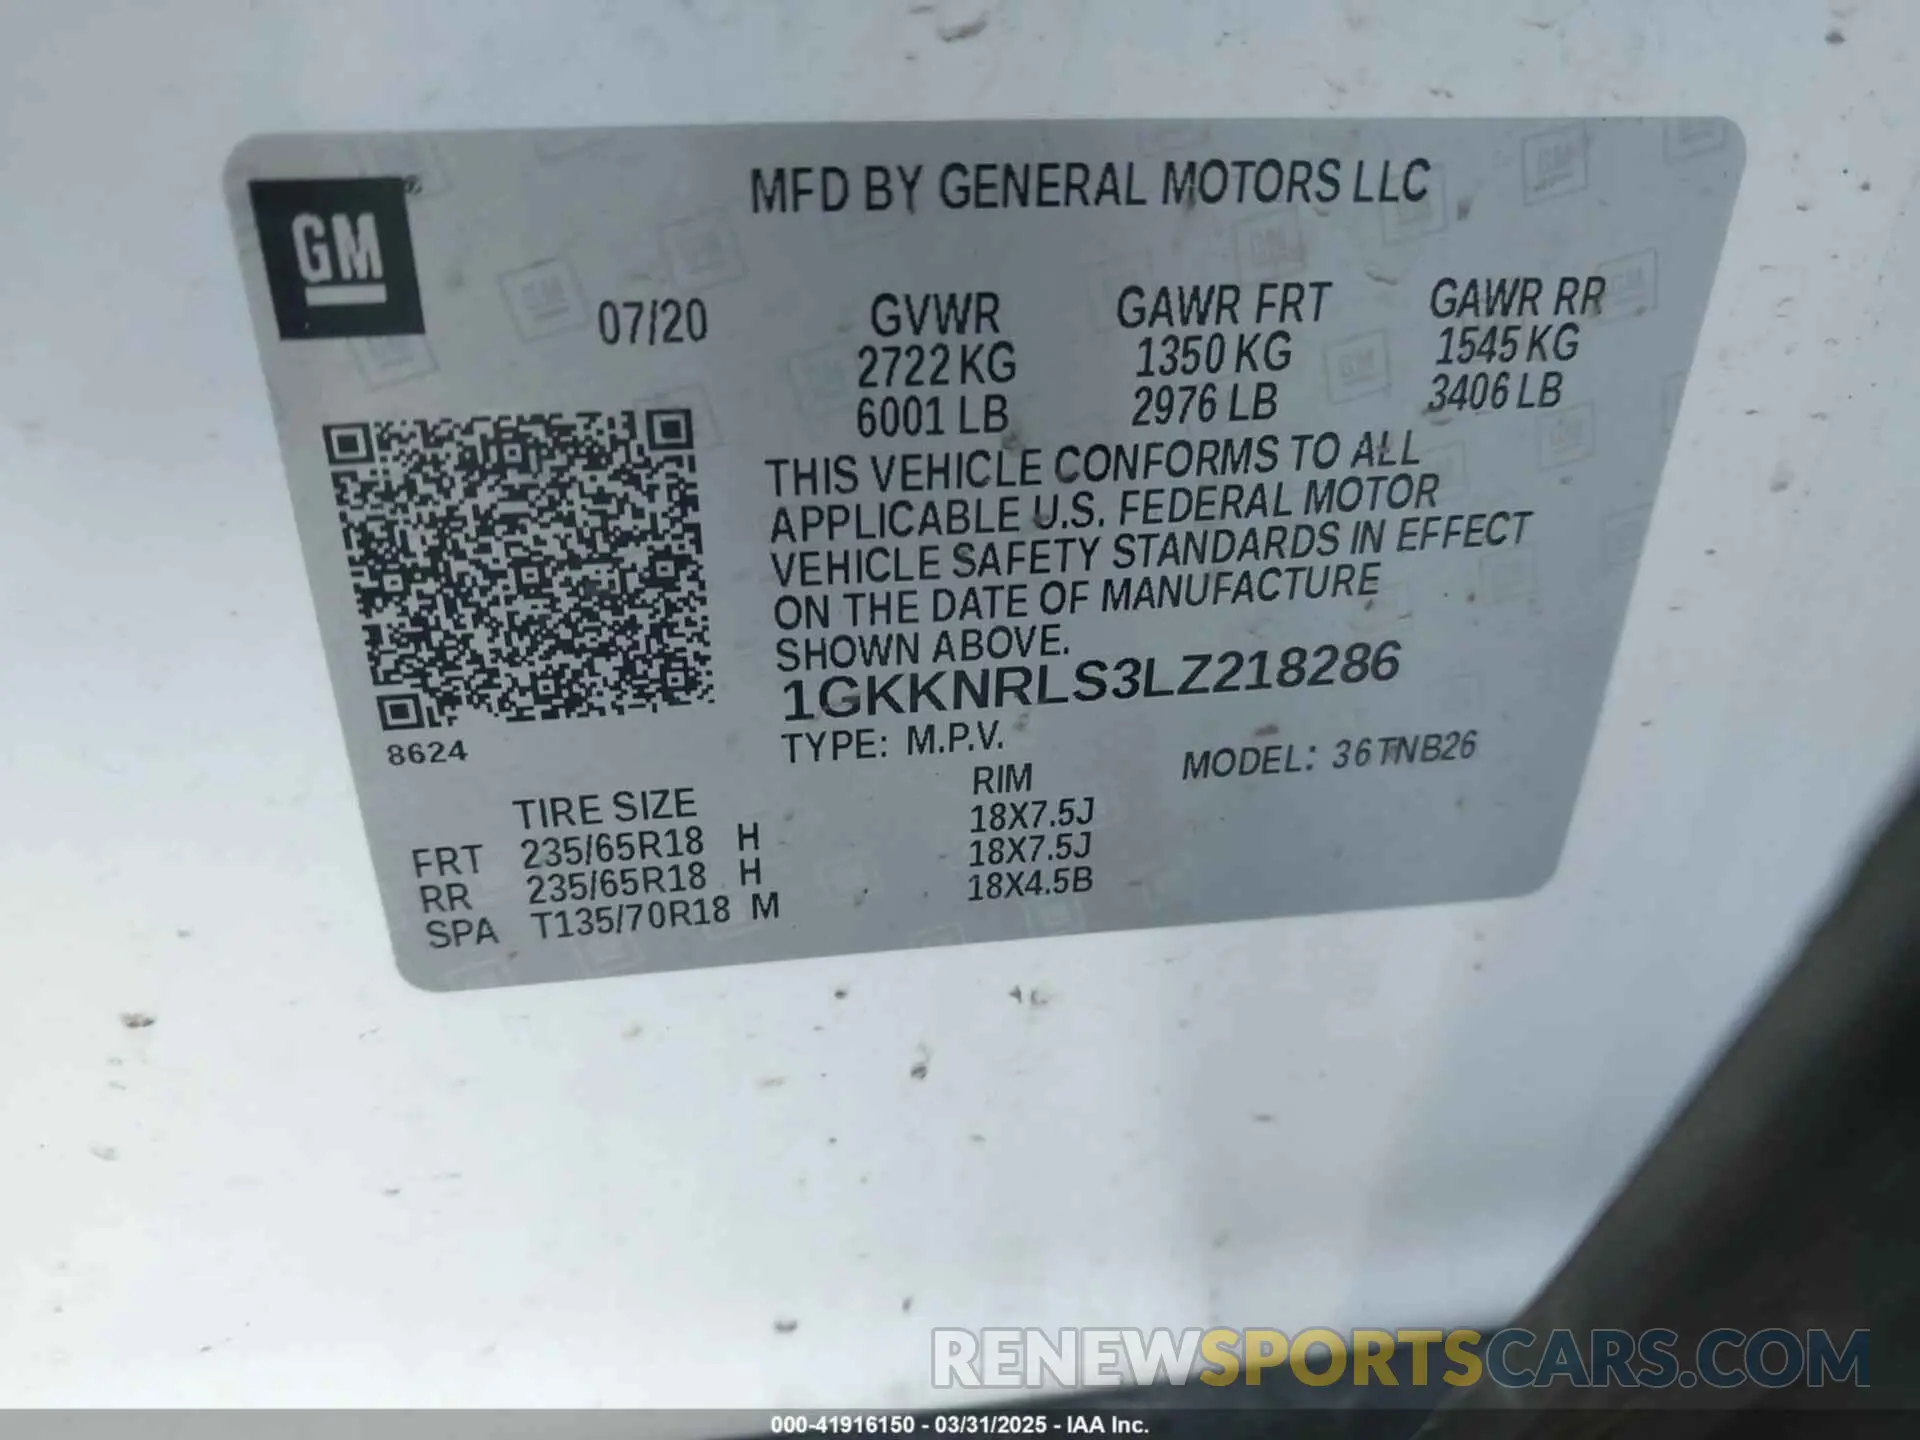 MFD BY GENERAL MOTORS LLC
GM
07/20
GVWR GAWR FRT GAWR RR
2722 KG 1350 KG 1545 KG
6001 LB 2976 LB 3406 LB
THIS VEHICLE CONFORMS TO ALL
APPLICABLE U.S. FEDERAL MOTOR
VEHICLE SAFETY STANDARDS IN EFFECT
ON THE DATE OF MANUFACTURE
SHOWN ABOVE.
1GKKNRLS3LZ218286
8624
TYPE: M.P.V. MODEL: 36TNB26
TIRE SIZE RIM
FRT 235/65R18 H 18X7.5J
RR 235/65R18 H 18X7.5J
SPA T135/70R18 M 18X4.5B
RENEWSPORTSCARS.COM
000-41916150 - 03/31/2025 - IAA Inc.